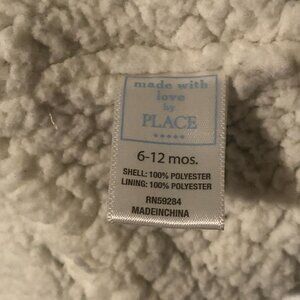 made with
love
by
PLACE
★★★★★
6-12 mos.
SHELL: 100% POLYESTER
LINING: 100% POLYESTER
RN59284
MADEINCHINA